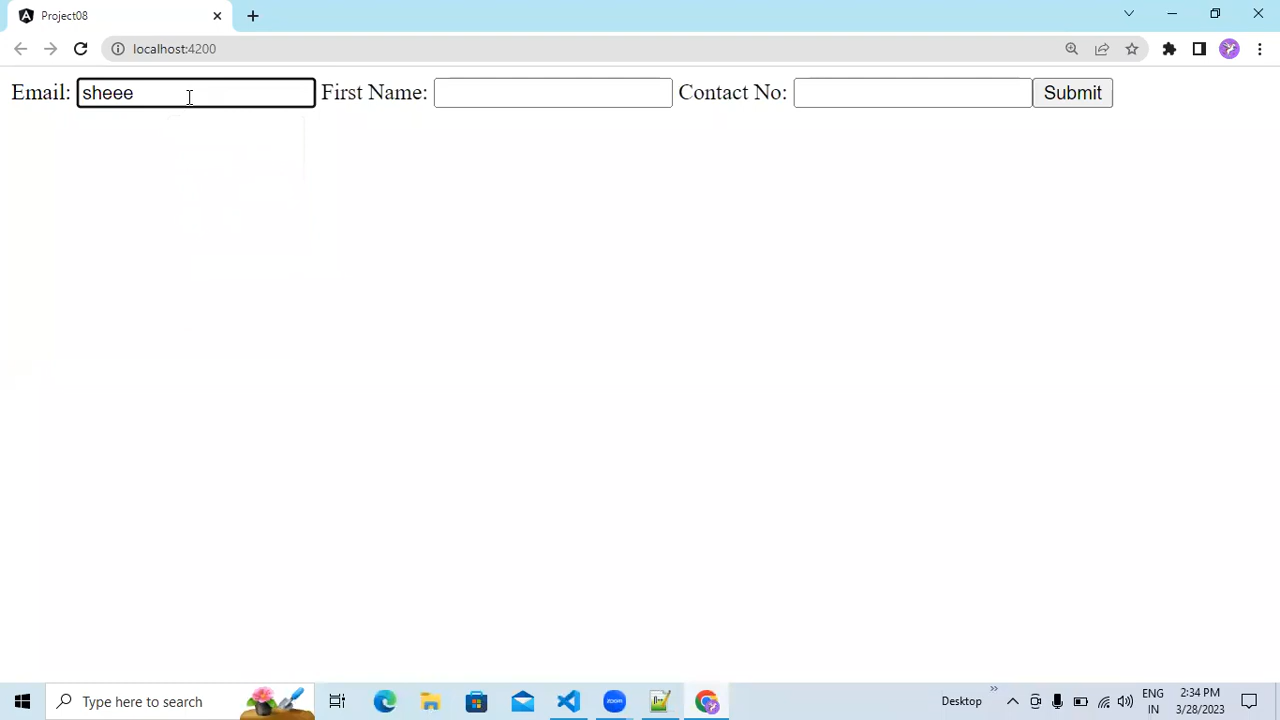 Project08
localhost:4200
Email: sheee First Name: Contact No: Submit
Type here to search
zoom
Desktop
ENG
IN
2:34 PM
3/28/2023